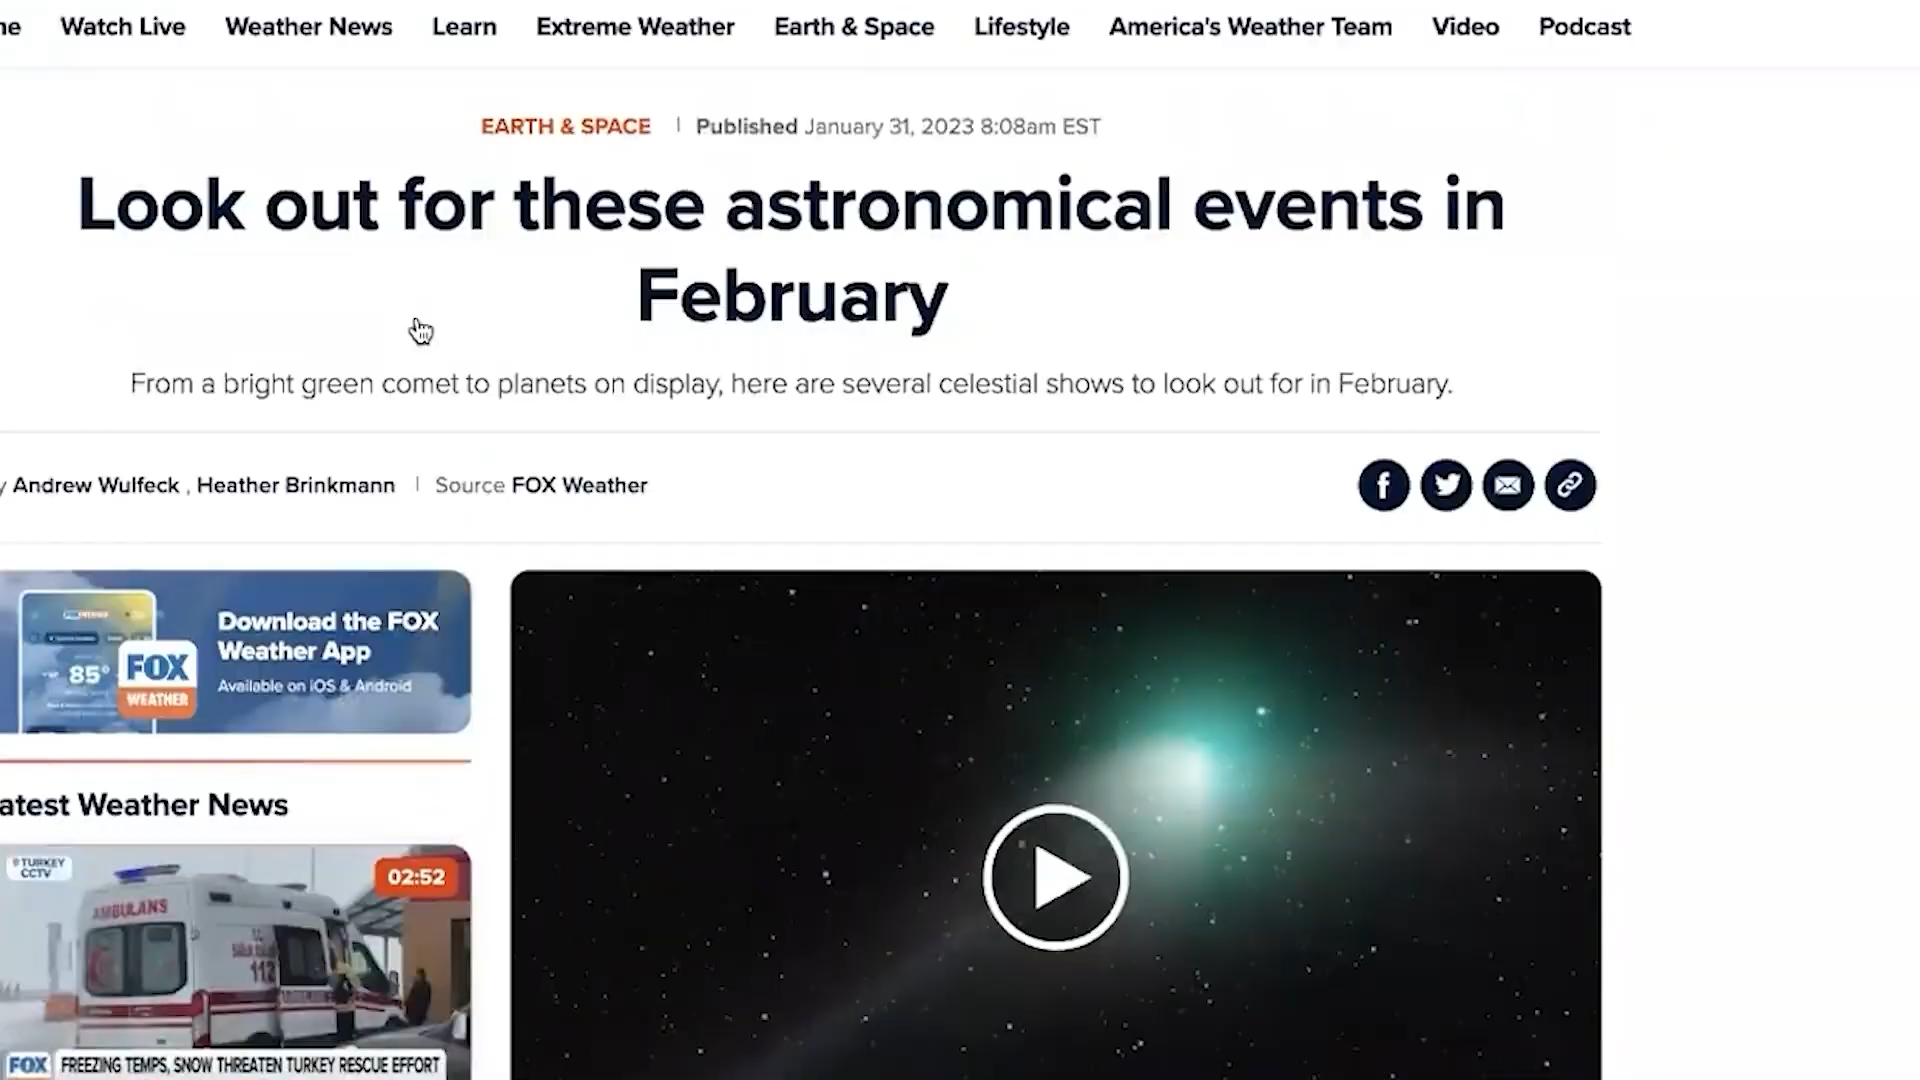 Watch Live Weather News Learn Extreme Weather Earth & Space Lifestyle America's Weather Team Video Podcast
EARTH & SPACE | Published January 31, 2023 8:08am EST
Look out for these astronomical events in
February
From a bright green comet to planets on display, here are several celestial shows to look out for in February.
y Andrew Wulfeck , Heather Brinkmann | Source FOX Weather
Download the FOX
Weather App
Available on iOS & Android
85°
FOX
WEATHER
atest Weather News
TURKEY
CCTV
02:52
AMBULANS
112
FOX FREEZING TEMPS, SNOW THREATEN TURKEY RESCUE EFFORT